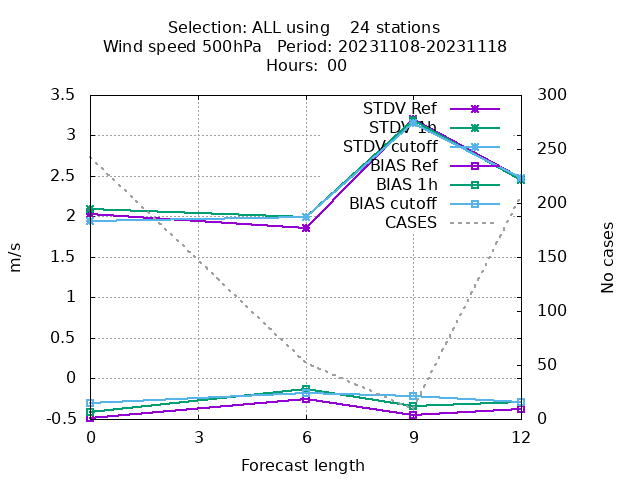 Selection: ALL using    24 stations
Wind speed 500hPa   Period: 20231108-20231118
Hours: 00
3.5
3
2.5
2
1.5
1
0.5
0
-0.5
300
250
200
150
100
50
0
STDV Ref
STDV 1h
STDV cutoff
BIAS Ref
BIAS 1h
BIAS cutoff
CASES
m/s
No cases
0 3 6 9 12
Forecast length